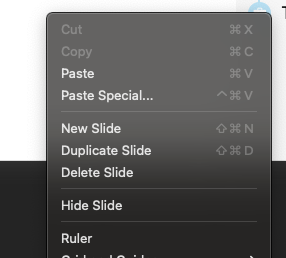 Cut ⌘X
Copy ⌘C
Paste ⌘V
Paste Special... ^⌘V
New Slide ⇧⌘N
Duplicate Slide ⇧⌘D
Delete Slide
Hide Slide
Ruler